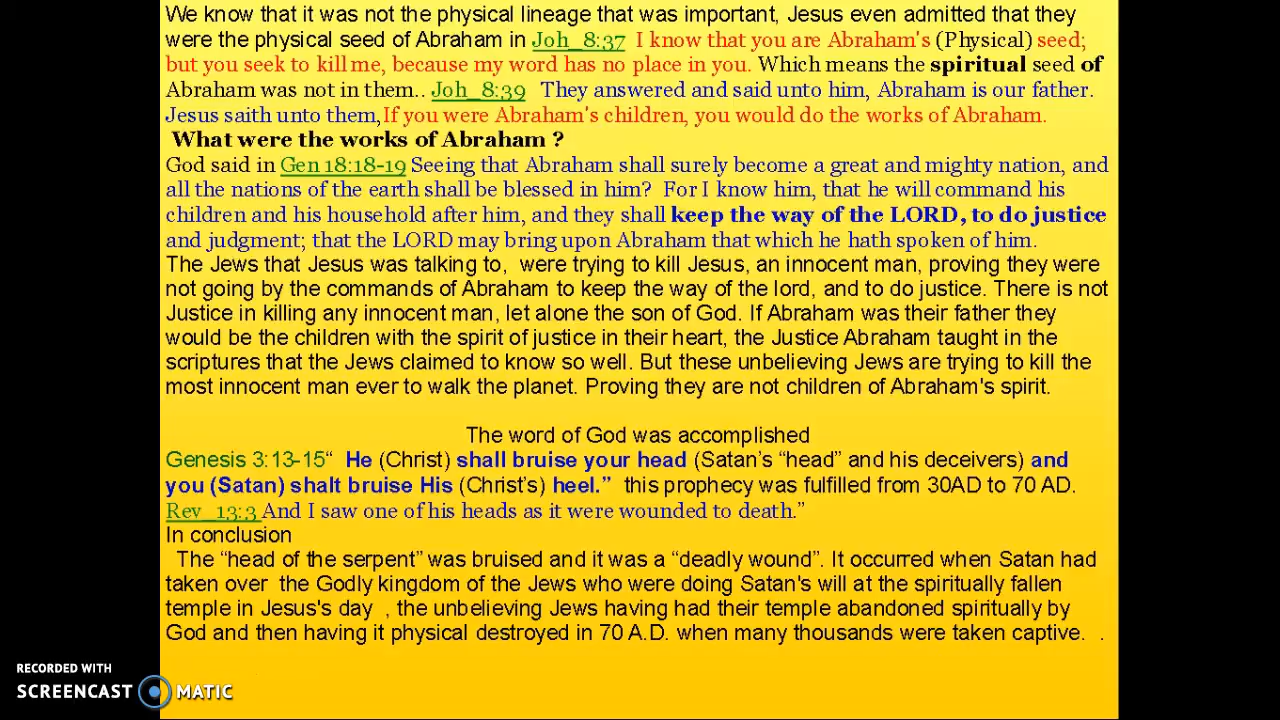 We know that it was not the physical lineage that was important, Jesus even admitted that they
were the physical seed of Abraham in Joh_8:37 I know that you are Abraham's (Physical) seed;
but you seek to kill me, because my word has no place in you. Which means the spiritual seed of
Abraham was not in them.. Joh_8:39 They answered and said unto him, Abraham is our father.
Jesus saith unto them,If you were Abraham's children, you would do the works of Abraham.
What were the works of Abraham ?
God said in Gen 18:18-19 Seeing that Abraham shall surely become a great and mighty nation, and
all the nations of the earth shall be blessed in him? For I know him, that he will command his
children and his household after him, and they shall keep the way of the LORD, to do justice
and judgment; that the LORD may bring upon Abraham that which he hath spoken of him.
The Jews that Jesus was talking to, were trying to kill Jesus, an innocent man, proving they were
not going by the commands of Abraham to keep the way of the lord, and to do justice. There is not
Justice in killing any innocent man, let alone the son of God. If Abraham was their father they
would be the children with the spirit of justice in their heart, the Justice Abraham taught in the
scriptures that the Jews claimed to know so well. But these unbelieving Jews are trying to kill the
most innocent man ever to walk the planet. Proving they are not children of Abraham's spirit.
The word of God was accomplished
Genesis 3:13-15“ He (Christ) shall bruise your head (Satan’s “head” and his deceivers) and
you (Satan) shalt bruise His (Christ’s) heel.” this prophecy was fulfilled from 30AD to 70 AD.
Rev_13:3 And I saw one of his heads as it were wounded to death.”
In conclusion
The “head of the serpent” was bruised and it was a “deadly wound”. It occurred when Satan had
taken over the Godly kingdom of the Jews who were doing Satan's will at the spiritually fallen
temple in Jesus's day , the unbelieving Jews having had their temple abandoned spiritually by
God and then having it physical destroyed in 70 A.D. when many thousands were taken captive. .
RECORDED WITH
SCREENCAST MATIC